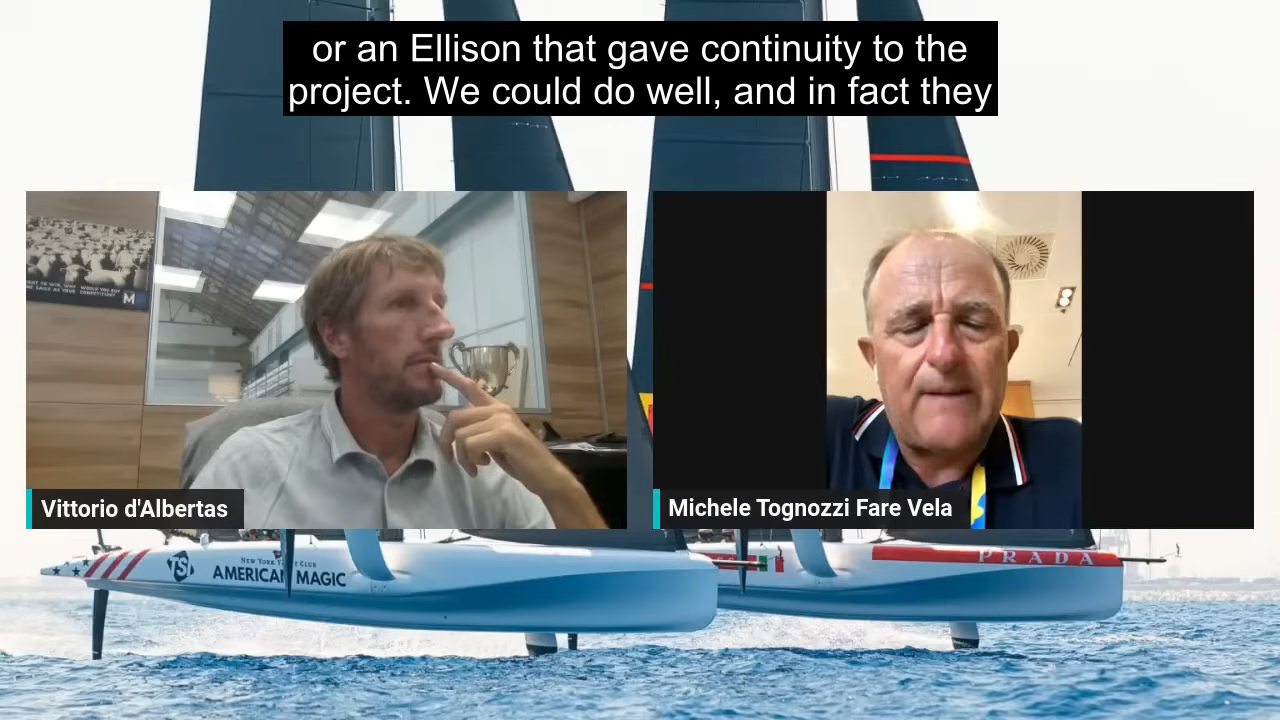 or an Ellison that gave continuity to the
project. We could do well, and in fact they
M
Vittorio d'Albertas
Michele Tognozzi Fare Vela
NEW YORK YACHT CLUB
AMERICAN MAGIC
PRADA